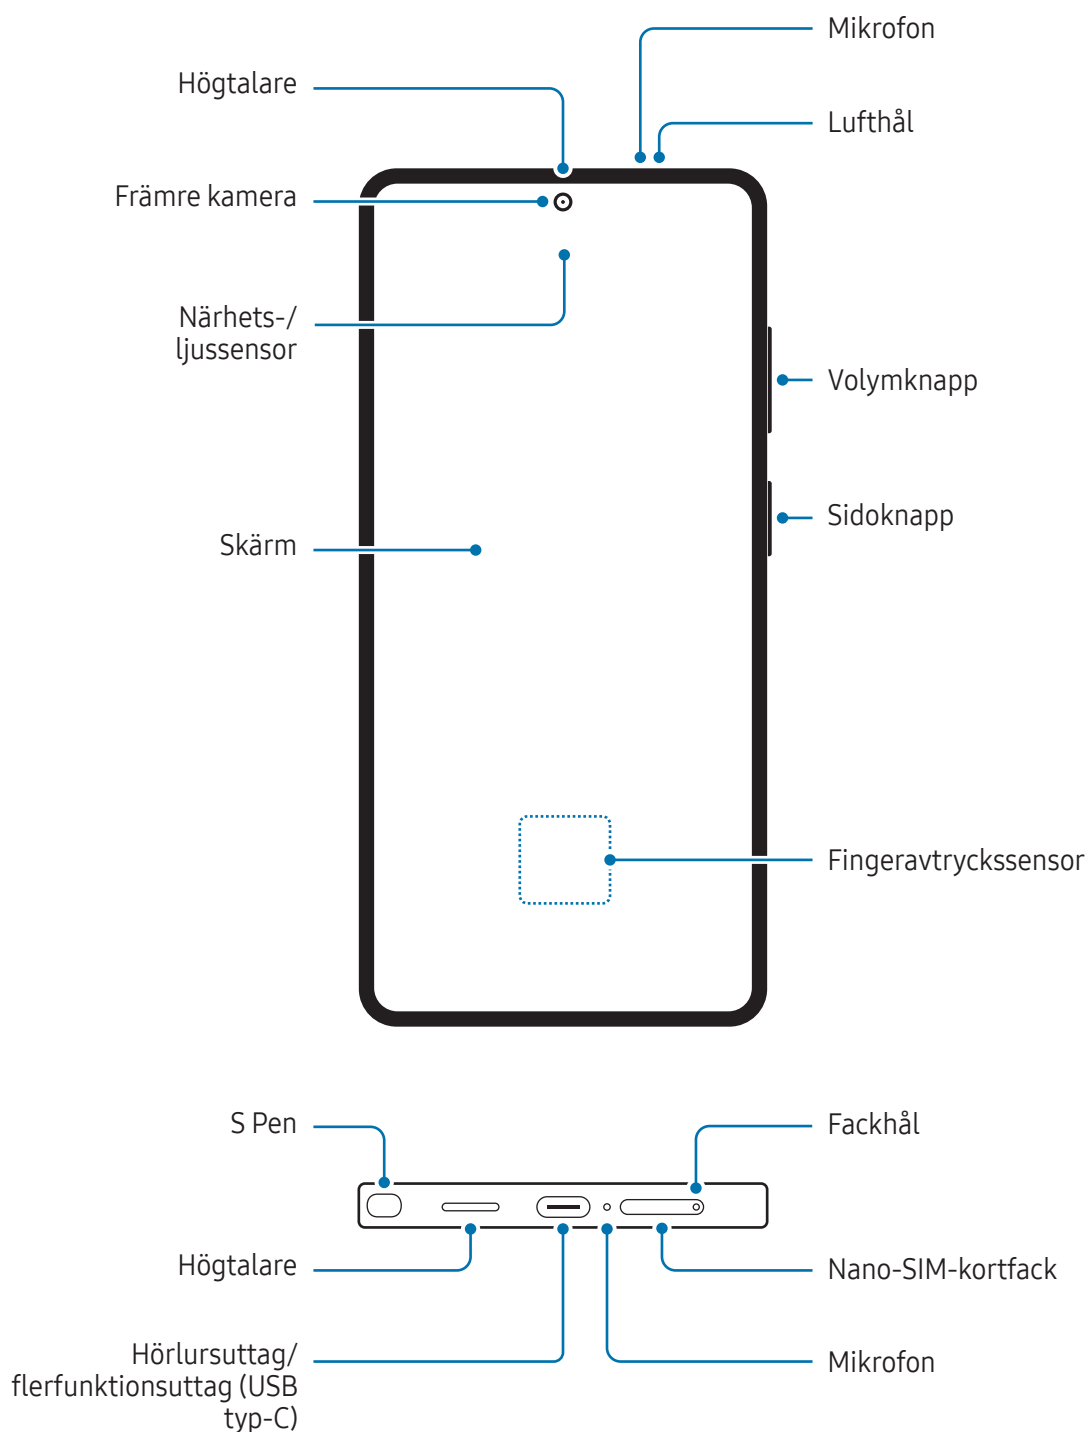 Mikrofon
Högtalare
Lufthål
Främre kamera
Närhets-/
ljussensor
Volymknapp
Sidoknapp
Skärm
Fingeravtryckssensor
S Pen
Fackhål
Högtalare
Nano-SIM-kortfack
Hörlursuttag/
flerfunktionsuttag (USB
typ-C)
Mikrofon